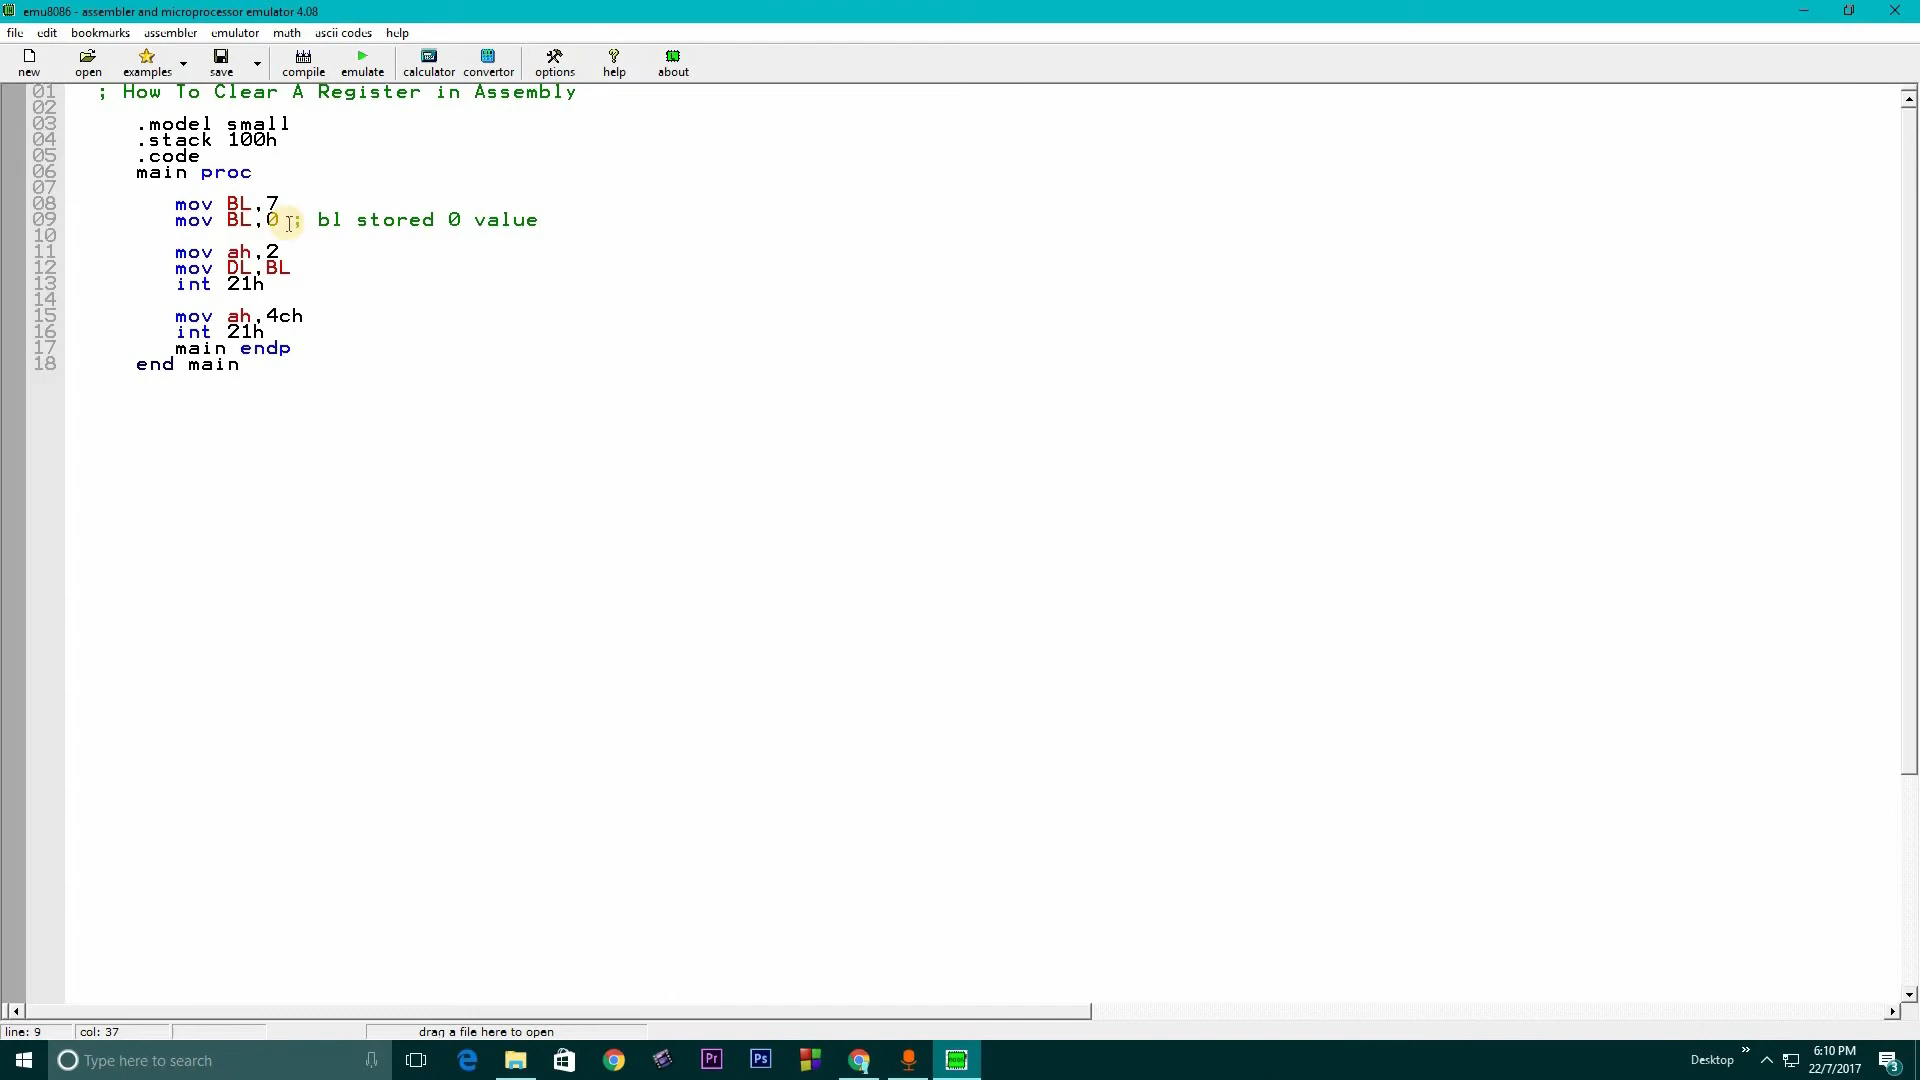 emu8086 - assembler and microprocessor emulator 4.08
file edit bookmarks assembler emulator math ascii codes help
new open examples save compile emulate calculator convertor options help about
01 ; How To Clear A Register in Assembly
02
03 .model small
04 .stack 100h
05 .code
06 main proc
07
08 mov BL,7
09 mov BL,0 ; bl stored 0 value
10
11 mov ah,2
12 mov DL,BL
13 int 21h
14
15 mov ah,4ch
16 int 21h
17 main endp
18 end main
line: 9 col: 37 drag a file here to open
Type here to search Pr Ps Desktop 6:10 PM
22/7/2017 3